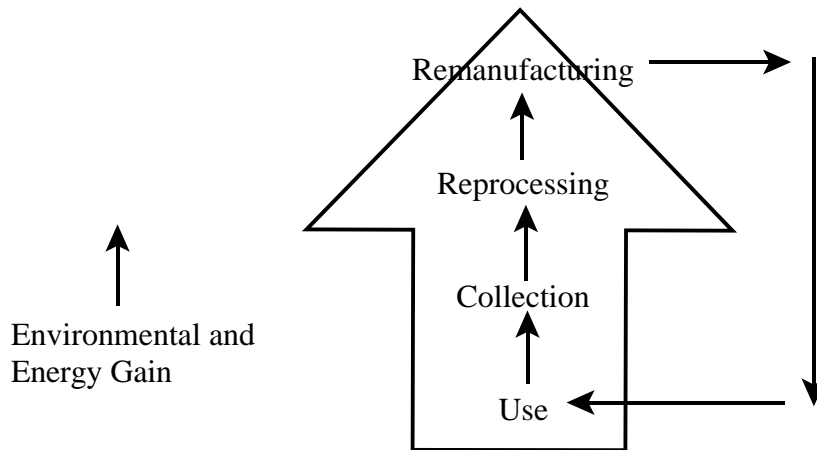 Remanufacturing
Reprocessing
Collection
Environmental and
Energy Gain
Use